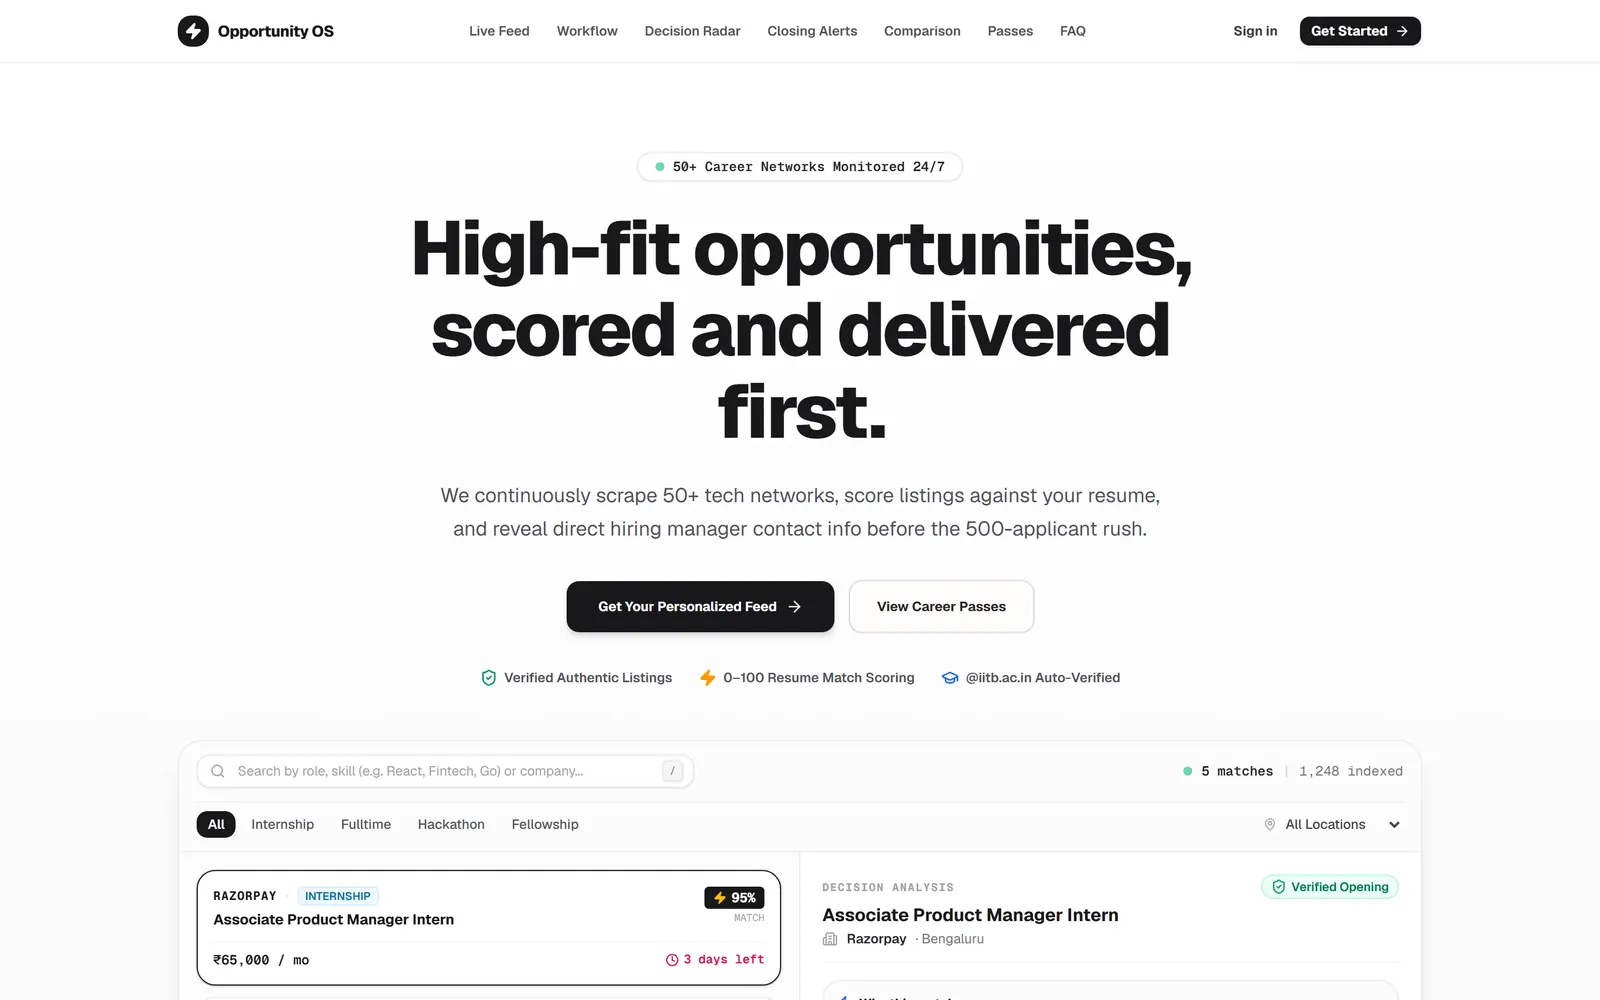 Opportunity OS
Live Feed
Workflow
Decision Radar
Closing Alerts
Comparison
Passes
FAQ
Sign in
Get Started
50+ Career Networks Monitored 24/7
High-fit opportunities,
scored and delivered
first.
We continuously scrape 50+ tech networks, score listings against your resume,
and reveal direct hiring manager contact info before the 500-applicant rush.
Get Your Personalized Feed
View Career Passes
Verified Authentic Listings
0–100 Resume Match Scoring
@iitb.ac.in Auto-Verified
Search by role, skill (e.g. React, Fintech, Go) or company...
/
5 matches | 1,248 indexed
All
Internship
Fulltime
Hackathon
Fellowship
All Locations
RAZORPAY · INTERNSHIP
95%
MATCH
Associate Product Manager Intern
₹65,000 / mo
3 days left
DECISION ANALYSIS
Verified Opening
Associate Product Manager Intern
Razorpay · Bengaluru